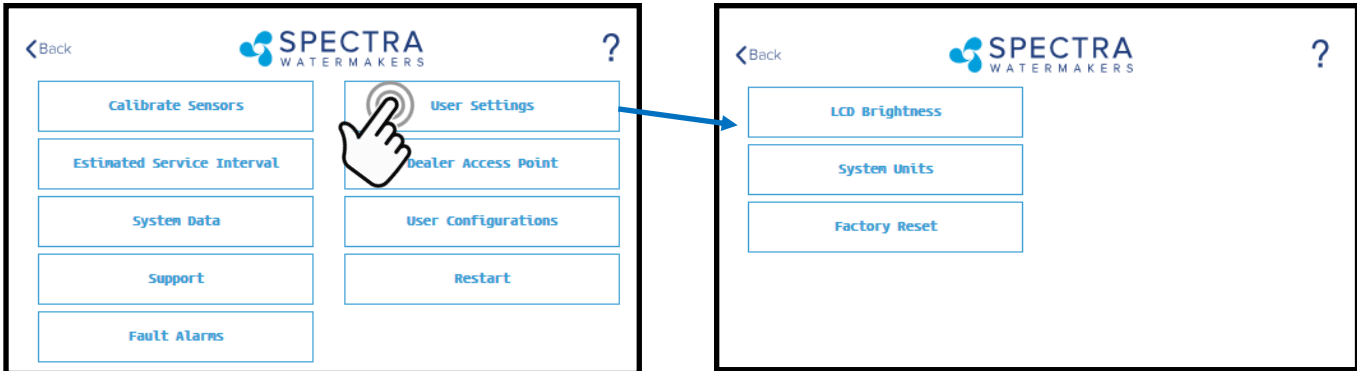 Back
SPECTRA
WATERMAKERS
?
Calibrate Sensors
User Settings
Estimated Service Interval
Dealer Access Point
System Data
User Configurations
Support
Restart
Fault Alarms
Back
SPECTRA
WATERMAKERS
?
LCD Brightness
System Units
Factory Reset